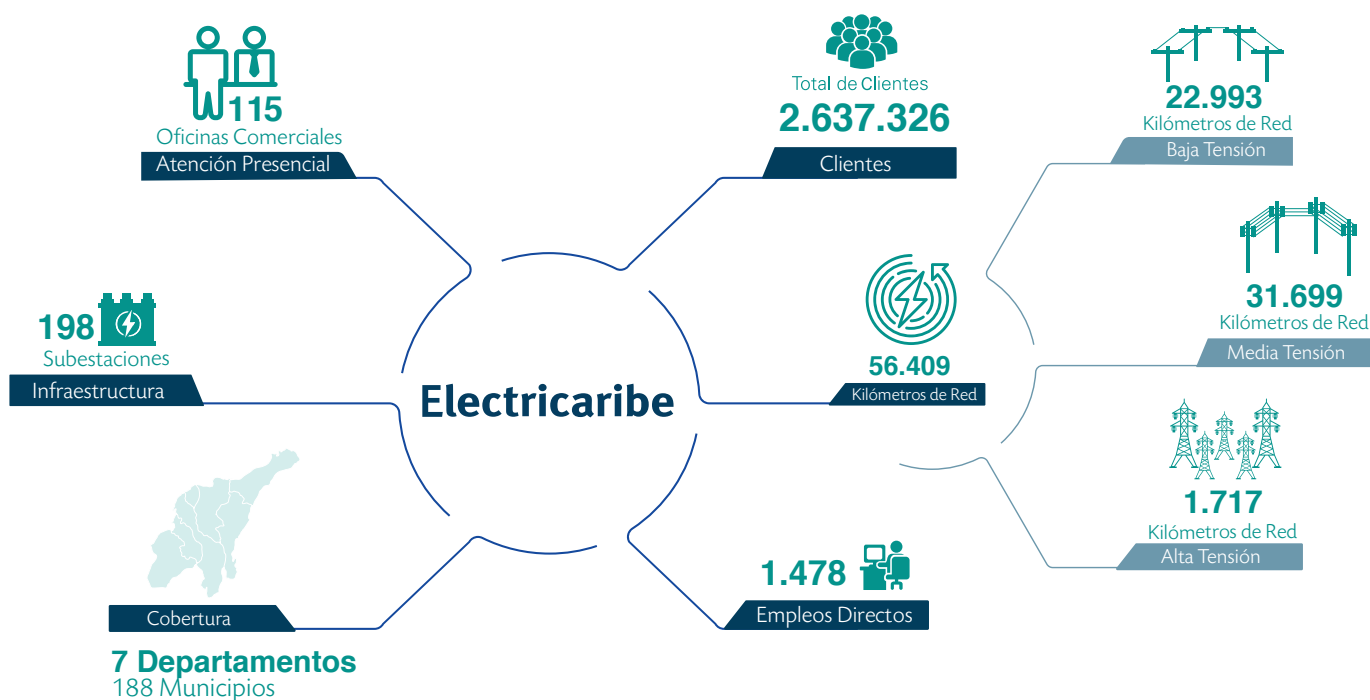 115
Oficinas Comerciales
Atención Presencial
Total de Clientes
2.637.326
Clientes
22.993
Kilómetros de Red
Baja Tensión
31.699
Kilómetros de Red
Media Tensión
198
Subestaciones
Infraestructura
Electricaribe
56.409
Kilómetros de Red
1.717
Kilómetros de Red
Alta Tensión
Cobertura
7 Departamentos
188 Municipios
1.478
Empleos Directos